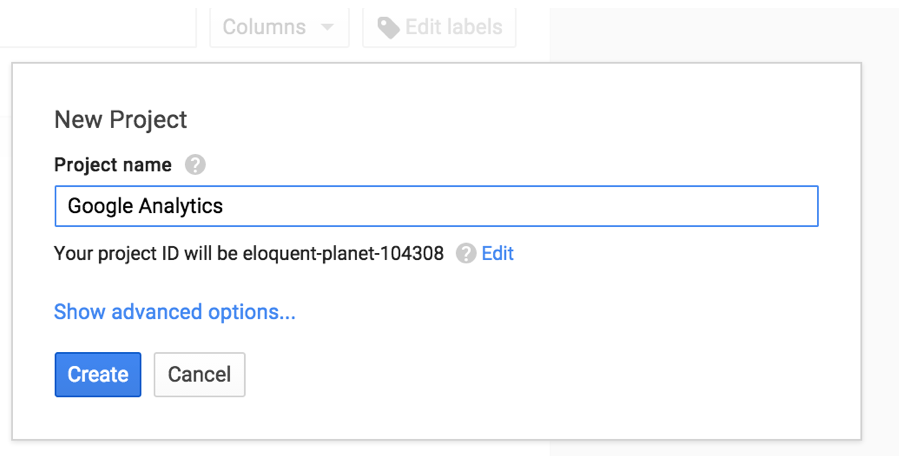 Columns Edit labels
New Project
Project name ?
Google Analytics
Your project ID will be eloquent-planet-104308 ? Edit
Show advanced options...
Create Cancel